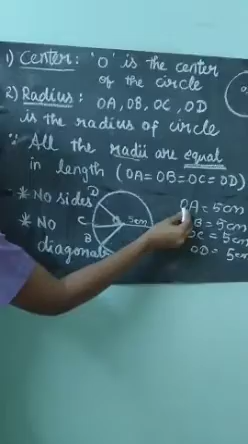 1) Center: 'O' is the center
of the circle
2) Radius: OA, OB, OC, OD
is the radius of circle
∵ All the radii are equal
in length (OA=OB=OC=OD)
* No sides
* No
diagonals
D
C
B
O
5cm
OA = 5cm
OB = 5cm
OC = 5cm
OD = 5cm